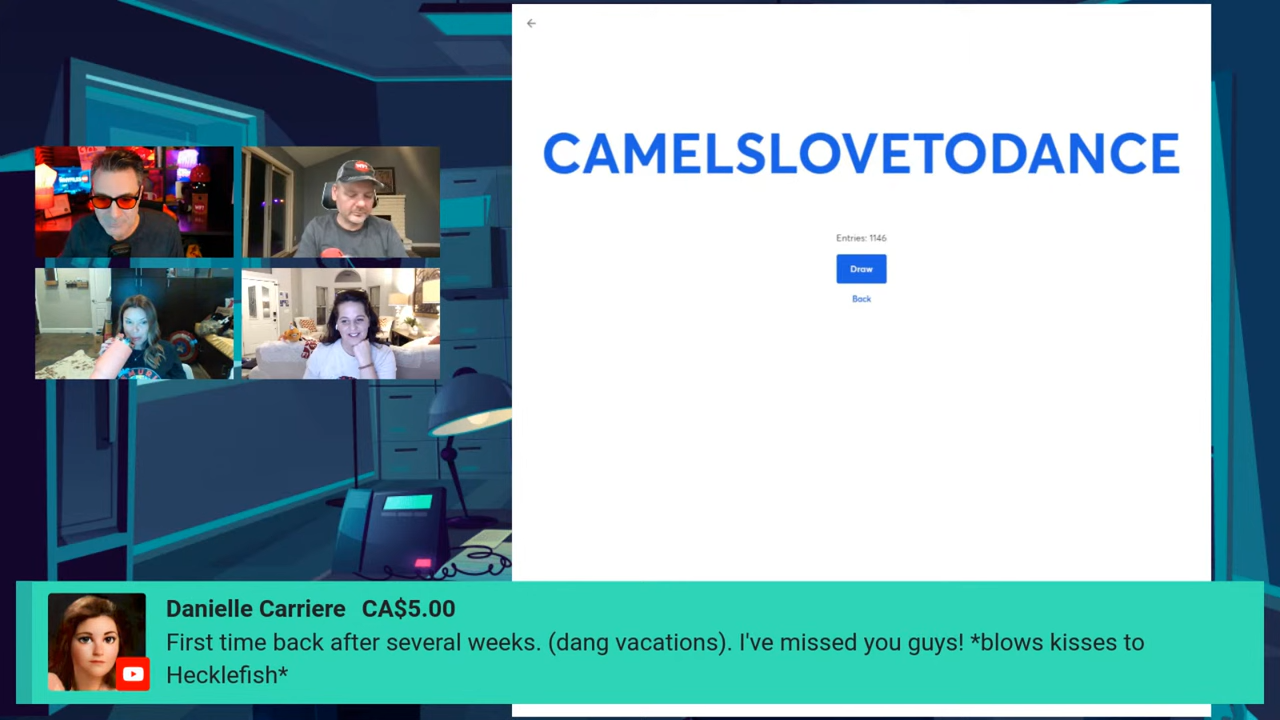 CAMELSLOVETODANCE
Entries: 1146
Draw
Back
Danielle Carriere CA$5.00
First time back after several weeks. (dang vacations). I've missed you guys! *blows kisses to
Hecklefish*